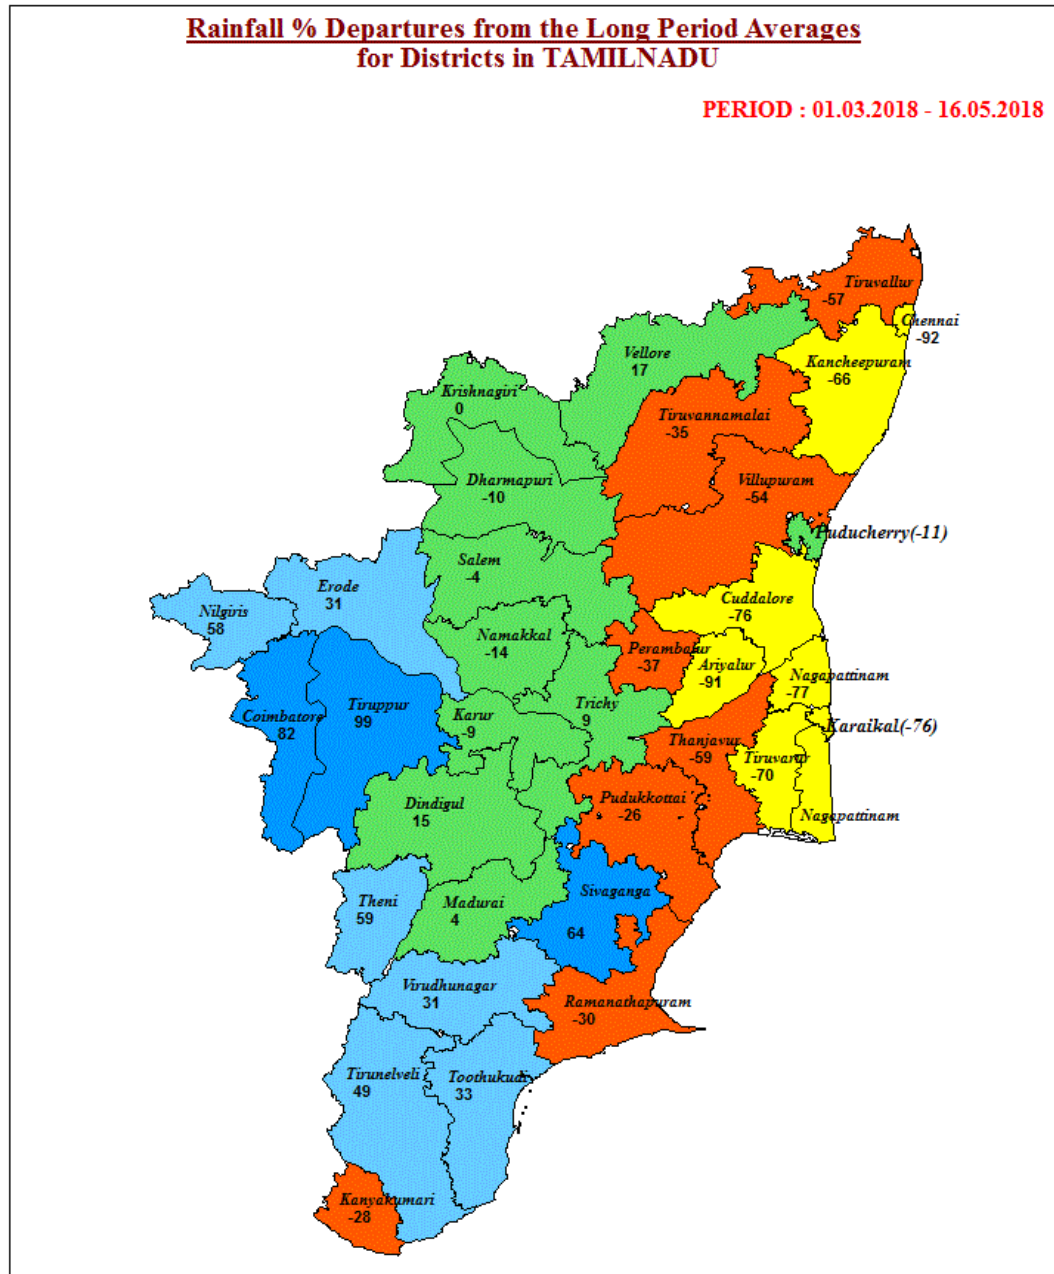 Rainfall % Departures from the Long Period Averages
for Districts in TAMILNADU
PERIOD : 01.03.2018 - 16.05.2018
Tiruvallur
-57
Chennai
-92
Kancheepuram
-66
Vellore
17
Krishnagiri
0
Tiruvannamalai
-35
Dharmapuri
-10
Villupuram
-54
Puducherry(-11)
Salem
-4
Erode
31
Nilgiris
58
Cuddalore
-76
Namakkal
-14
Perambalur
-37
Ariyalur
-91
Nagapattinam
-77
Coimbatore
82
Tiruppur
99
Karur
-9
Trichy
9
Karaikal(-76)
Thanjavur
-59
Tiruvarur
-70
Dindigul
15
Pudukkottai
-26
Nagapattinam
Theni
59
Madurai
4
Sivaganga
64
Virudhunagar
31
Ramanathapuram
-30
Tirunelveli
49
Toothukudi
33
Kanyakumari
-28